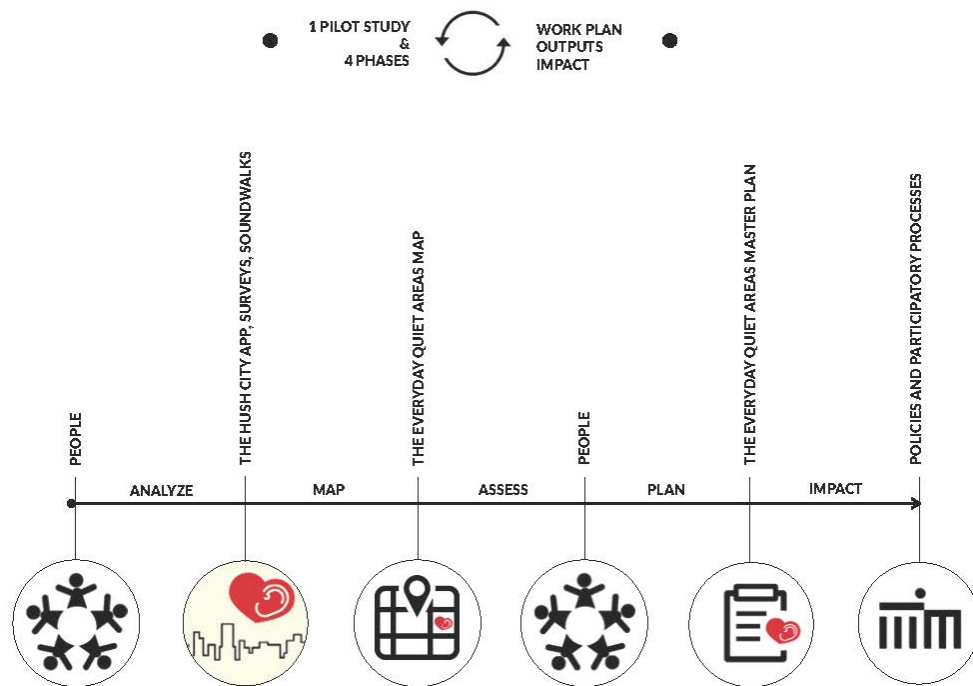 1 PILOT STUDY
&
4 PHASES
WORK PLAN
OUTPUTS
IMPACT
PEOPLE
THE HUSH CITY APP, SURVEYS, SOUNDWALKS
THE EVERYDAY QUIET AREAS MAP
PEOPLE
THE EVERYDAY QUIET AREAS MASTER PLAN
POLICIES AND PARTICIPATORY PROCESSES
ANALYZE
MAP
ASSESS
PLAN
IMPACT